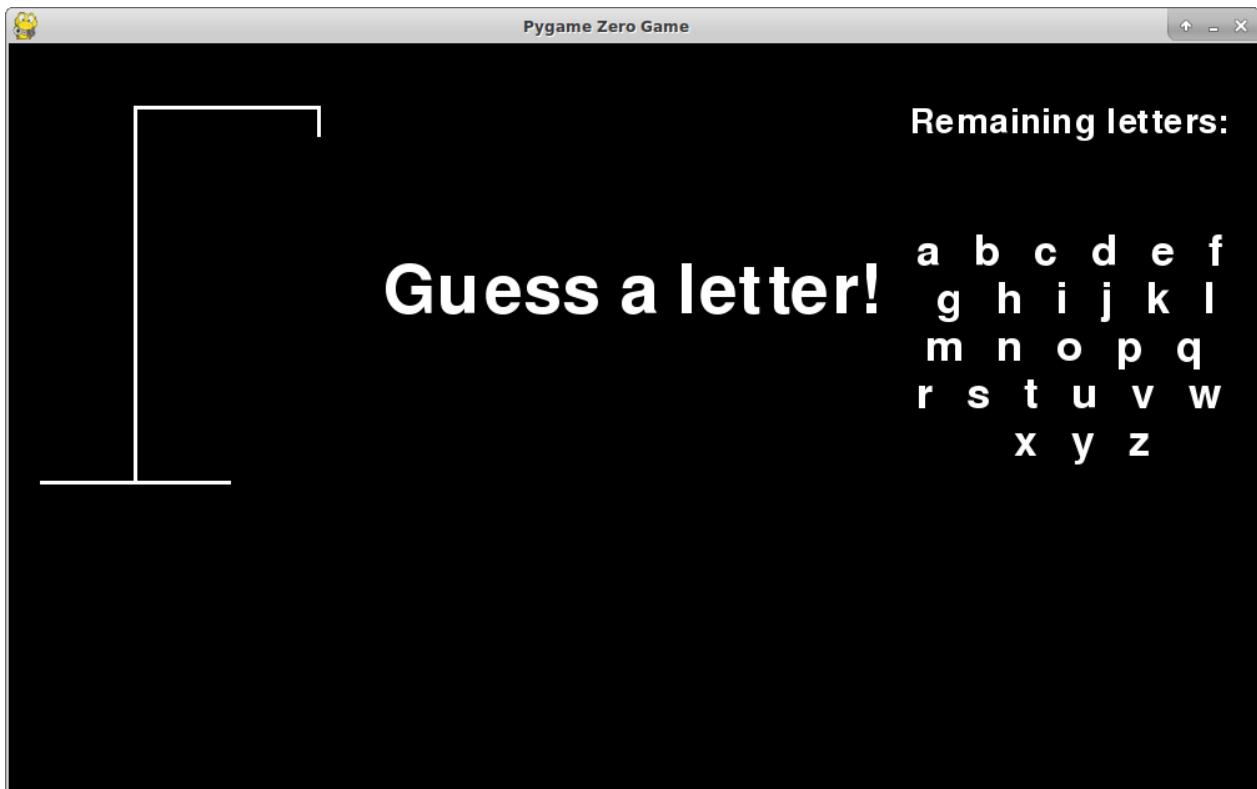 Pygame Zero Game
Remaining letters:
Guess a letter!
a b c d e f
g h i j k l
m n o p q
r s t u v w
x y z